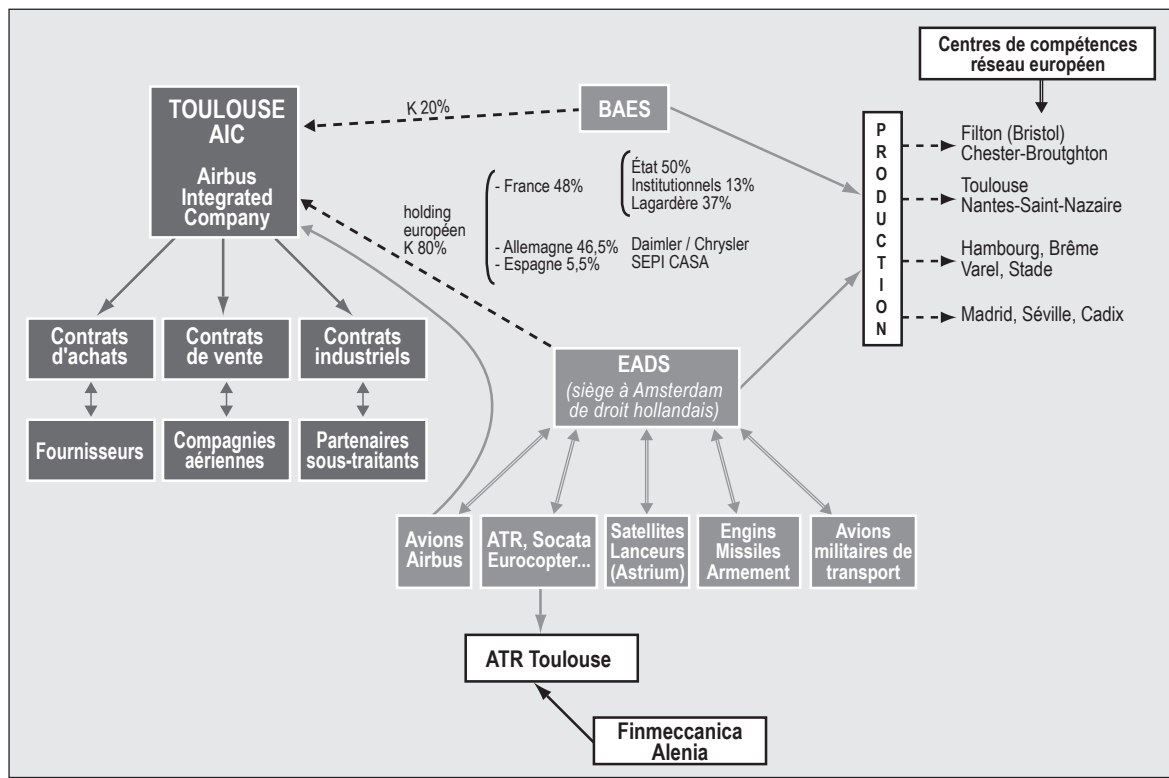 Centres de compétences
réseau européen
TOULOUSE
AIC
Airbus
Integrated
Company
K 20%
BAES
PRODUCTION
Filton (Bristol)
Chester-Broutghton
Toulouse
Nantes-Saint-Nazaire
Hambourg, Brême
Varel, Stade
Madrid, Séville, Cadix
holding
européen
K 80%
- France 48%
État 50%
Institutionnels 13%
Lagardère 37%
- Allemagne 46,5%
Daimler / Chrysler
- Espagne 5,5%
SEPI CASA
Contrats
d'achats
Contrats
de vente
Contrats
industriels
EADS
(siège à Amsterdam
de droit hollandais)
Fournisseurs
Compagnies
aériennes
Partenaires
sous-traitants
Avions
Airbus
ATR, Socata
Eurocopter...
Satellites
Lanceurs
(Astrium)
Engins
Missiles
Armement
Avions
militaires de
transport
ATR Toulouse
Finmeccanica
Alenia